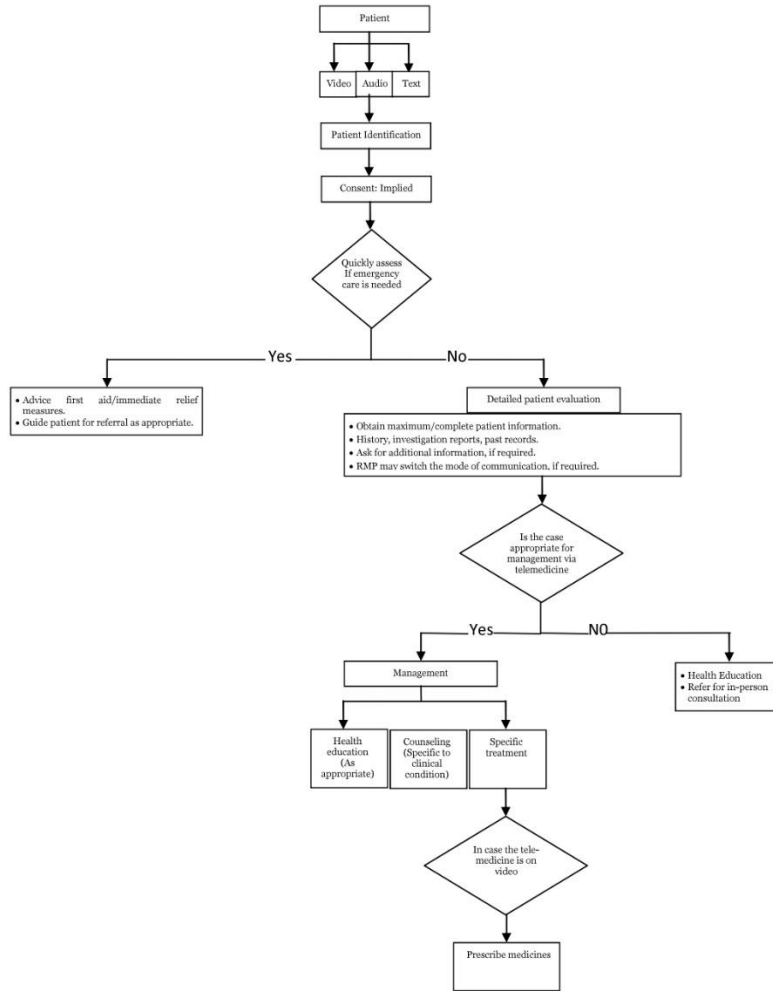 Patient
Video
Audio
Text
Patient Identification
Consent: Implied
Quickly assess
If emergency
care is needed
Yes
No
• Advice first aid/immediate relief
measures.
• Guide patient for referral as appropriate.
Detailed patient evaluation
• Obtain maximum/complete patient information.
• History, investigation reports, past records.
• Ask for additional information, if required.
• RMP may switch the mode of communication, if required.
Is the case
appropriate for
management via
telemedicine
Yes
N0
Management
• Health Education
• Refer for in-person
consultation
Health
education
(As
appropriate)
Counseling
(Specific to
clinical
condition)
Specific
treatment
In case the tele-
medicine is on
video
Prescribe medicines